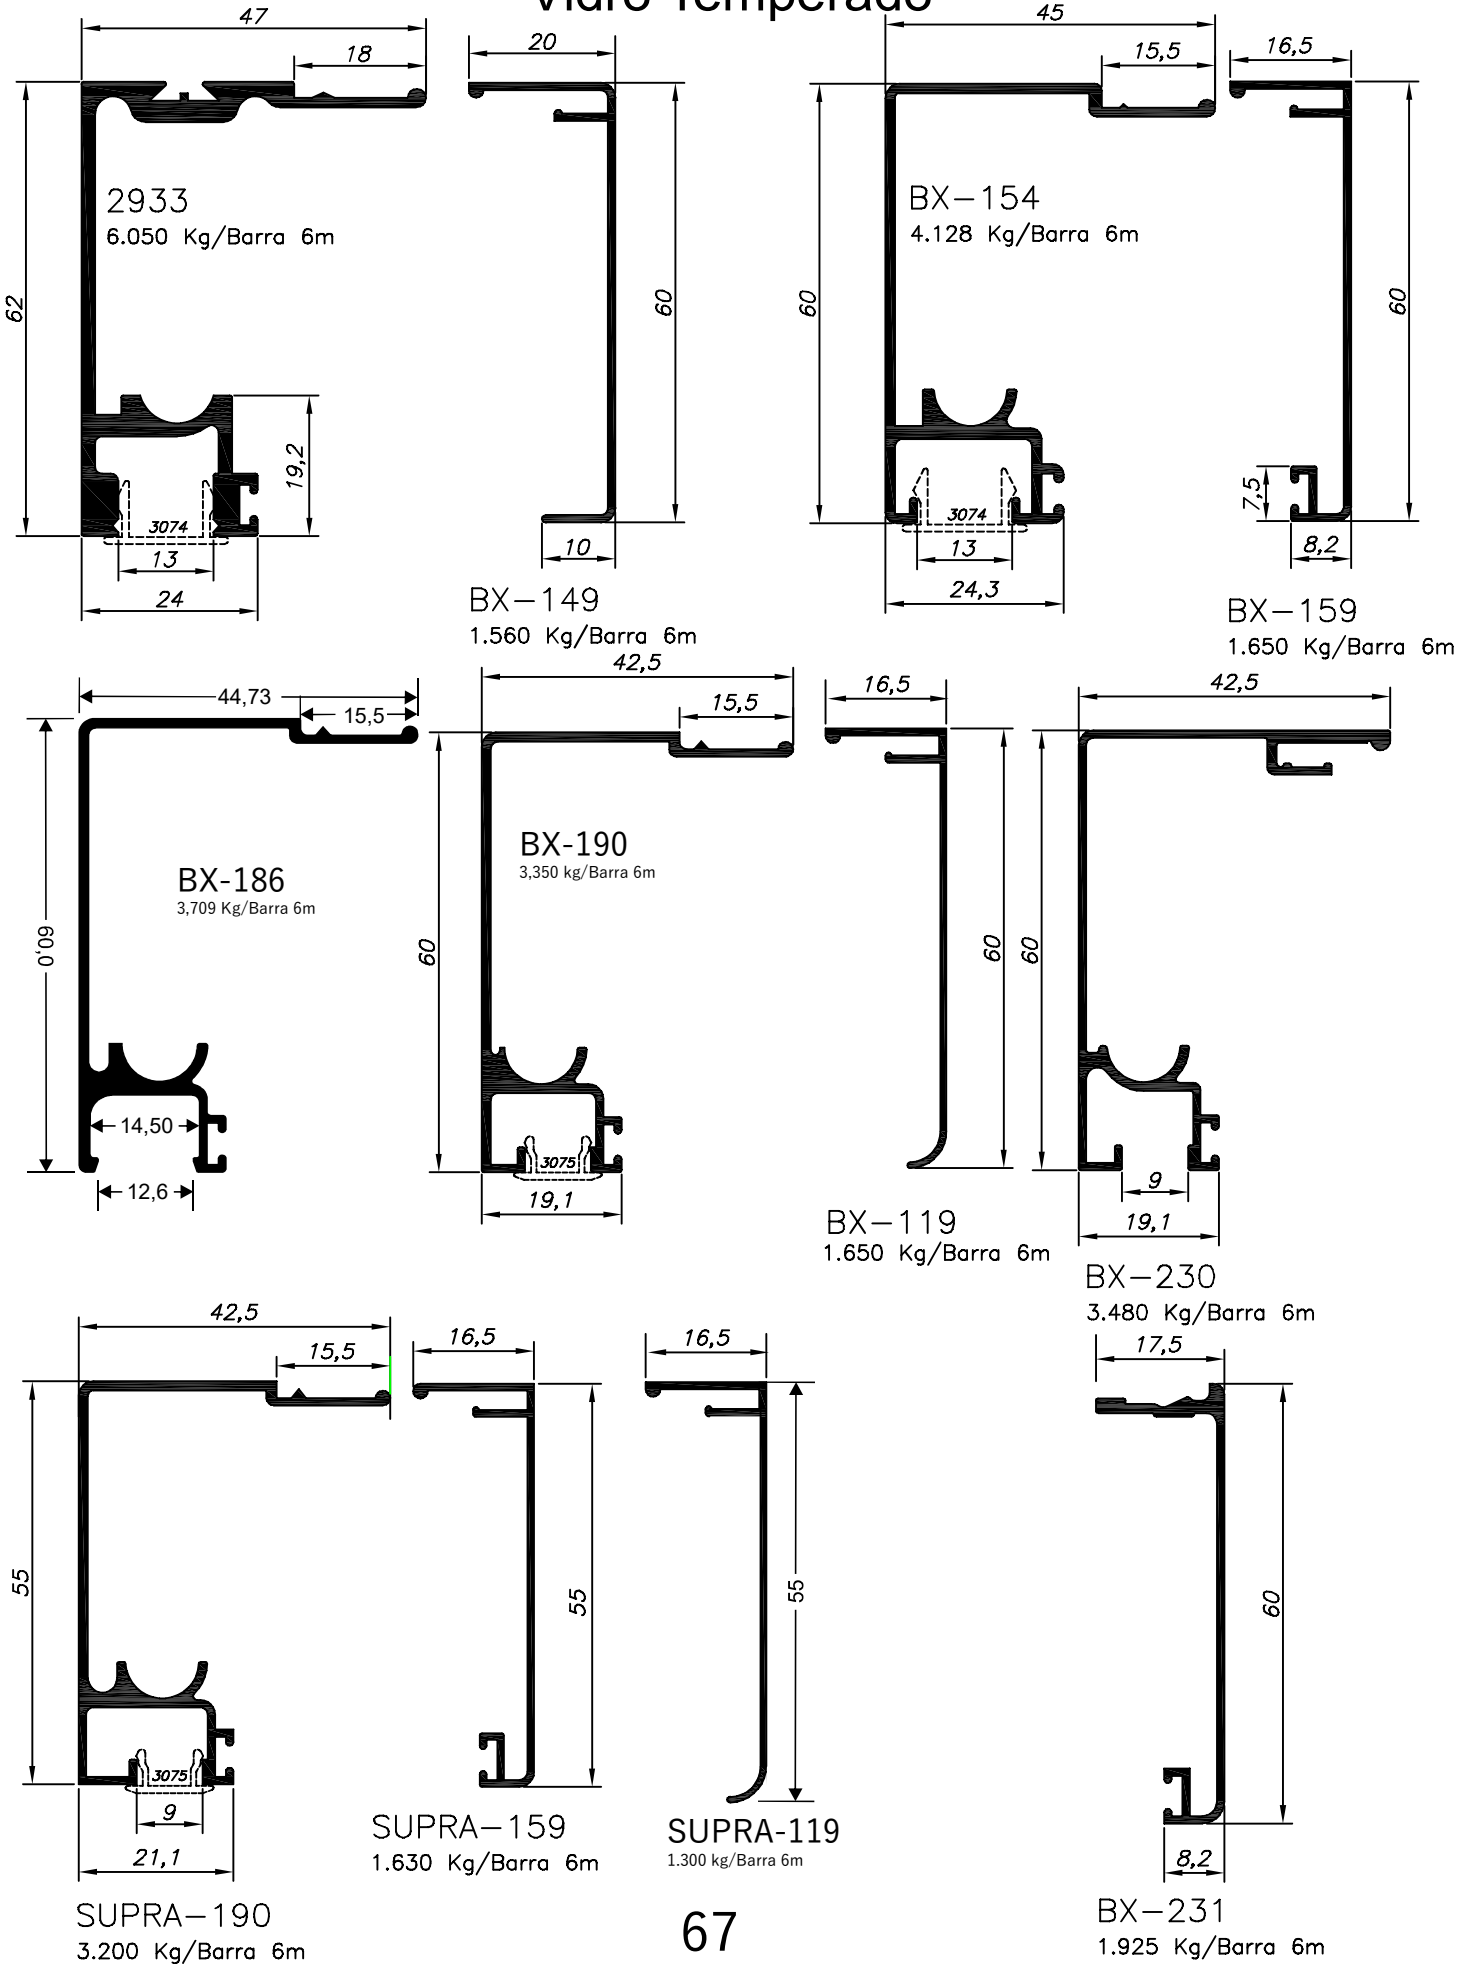 Vidro Temperado
47
18
20
45
15,5
16,5
62
2933
6.050 Kg/Barra 6m
60
60
BX-154
4.128 Kg/Barra 6m
60
19,2
7,5
3074
13
24
10
3074
13
24,3
8,2
BX-149
1.560 Kg/Barra 6m
BX-159
1.650 Kg/Barra 6m
44,73
15,5
42,5
15,5
16,5
42,5
60,0
BX-186
3,709 Kg/Barra 6m
BX-190
3,350 kg/Barra 6m
60
60
60
14,50
12,6
3075
19,1
9
19,1
BX-119
1.650 Kg/Barra 6m
BX-230
3.480 Kg/Barra 6m
42,5
15,5
16,5
16,5
17,5
55
55
55
60
3075
9
21,1
8,2
SUPRA-159
1.630 Kg/Barra 6m
SUPRA-119
1.300 kg/Barra 6m
SUPRA-190
3.200 Kg/Barra 6m
BX-231
1.925 Kg/Barra 6m
67